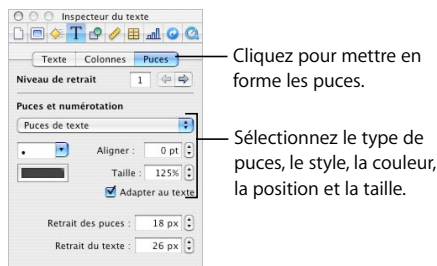 Inspecteur du texte
Texte Colonnes Puces
Niveau de retrait 1
Puces et numérotation
Puces de texte
• Aligner : 0 pt
Taille : 125%
Adapter au texte
Retrait des puces : 18 px
Retrait du texte : 26 px
Cliquez pour mettre en
forme les puces.
Sélectionnez le type de
puces, le style, la couleur,
la position et la taille.